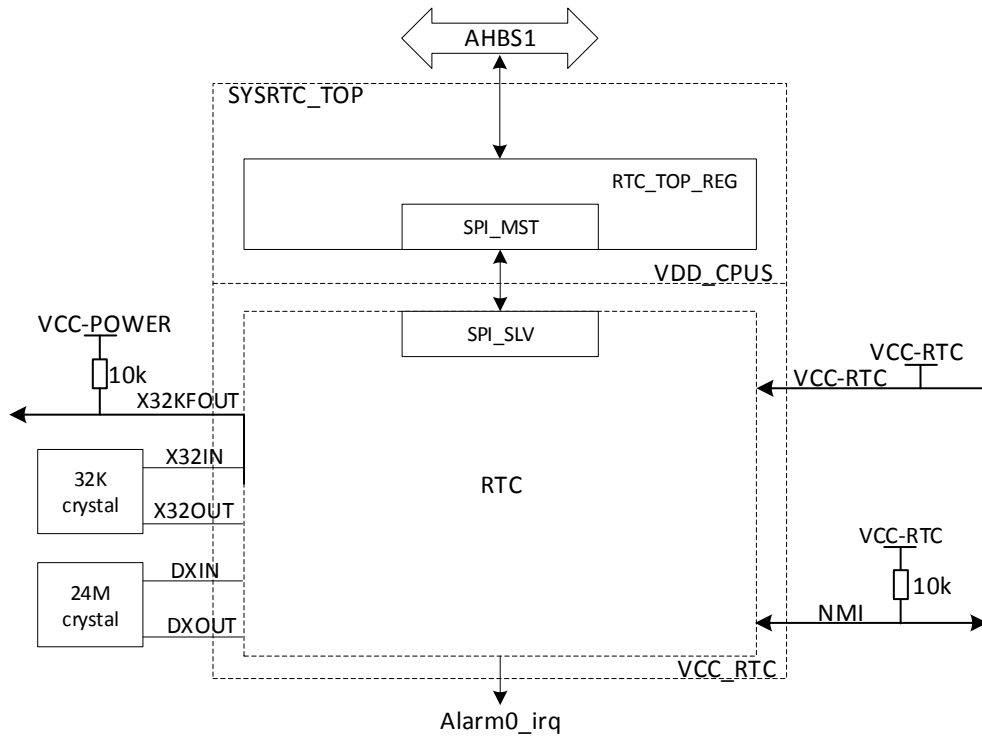 AHBS1
SYSRTC_TOP
RTC_TOP_REG
SPI_MST
VDD_CPUS
SPI_SLV
VCC-POWER
10k
X32KFOUT
VCC-RTC
VCC-RTC
32K
crystal
X32IN
X32OUT
RTC
24M
crystal
DXIN
DXOUT
VCC-RTC
10k
NMI
VCC_RTC
Alarm0_irq